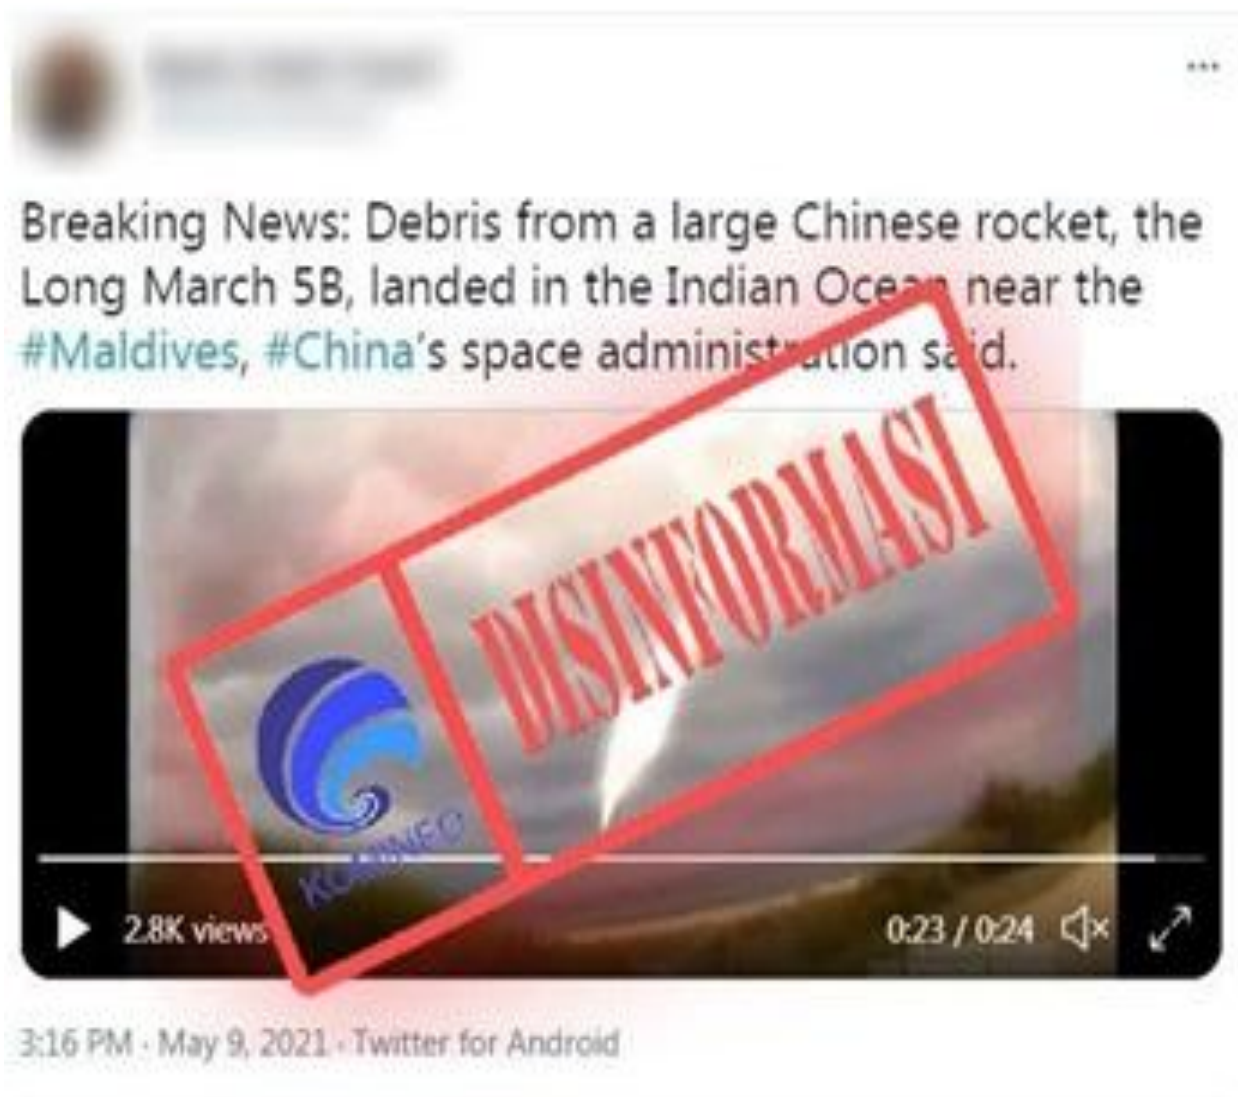 Breaking News: Debris from a large Chinese rocket, the
Long March 5B, landed in the Indian Ocean near the
#Maldives, #China's space administration said.
DISINFORMASI
KOMINFO
2.8K views
0:23 / 0:24
3:16 PM · May 9, 2021 · Twitter for Android